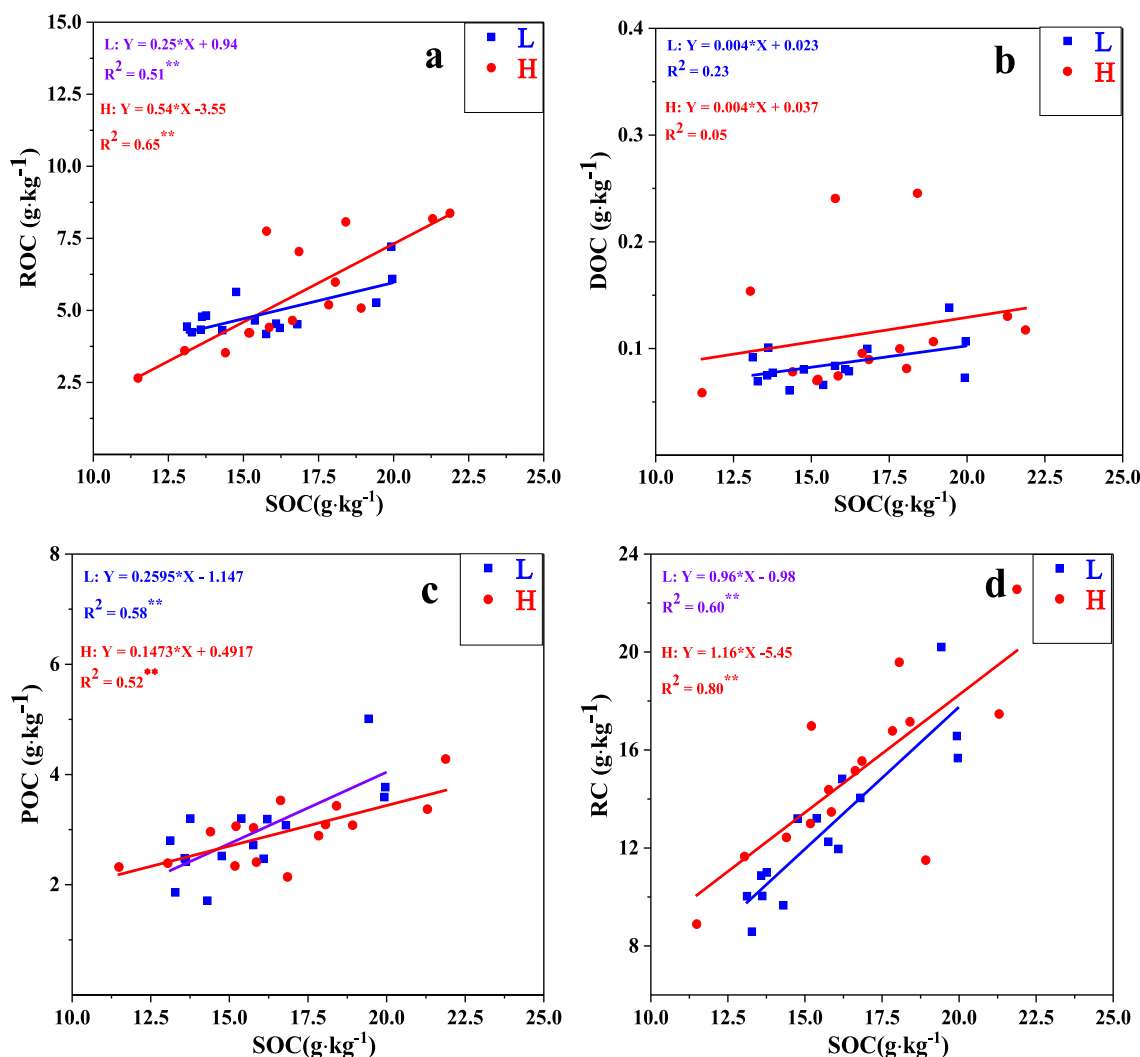 L: Y = 0.25*X + 0.94
R² = 0.51**
H: Y = 0.54*X -3.55
R² = 0.65**
a
L
H
15.0
12.5
10.0
7.5
5.0
2.5
ROC (g·kg⁻¹)
10.0 12.5 15.0 17.5 20.0 22.5 25.0
SOC(g·kg⁻¹)
L: Y = 0.004*X + 0.023
R² = 0.23
H: Y = 0.004*X + 0.037
R² = 0.05
b
L
H
0.4
0.3
0.2
0.1
DOC (g·kg⁻¹)
10.0 12.5 15.0 17.5 20.0 22.5 25.0
SOC(g·kg⁻¹)
L: Y = 0.2595*X - 1.147
R² = 0.58**
H: Y = 0.1473*X + 0.4917
R² = 0.52**
c
L
H
8
6
4
2
POC (g·kg⁻¹)
10.0 12.5 15.0 17.5 20.0 22.5 25.0
SOC(g·kg⁻¹)
L: Y = 0.96*X - 0.98
R² = 0.60**
H: Y = 1.16*X -5.45
R² = 0.80**
d
L
H
24
20
16
12
8
RC (g·kg⁻¹)
10.0 12.5 15.0 17.5 20.0 22.5 25.0
SOC(g·kg⁻¹)